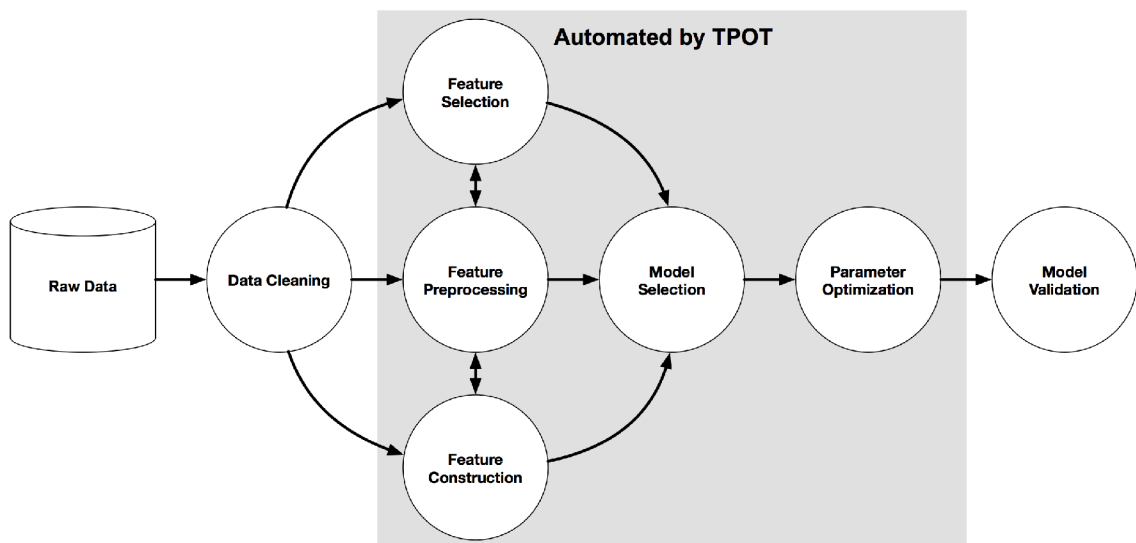 Automated by TPOT
Feature
Selection
Raw Data
Data Cleaning
Feature
Preprocessing
Model
Selection
Parameter
Optimization
Model
Validation
Feature
Construction